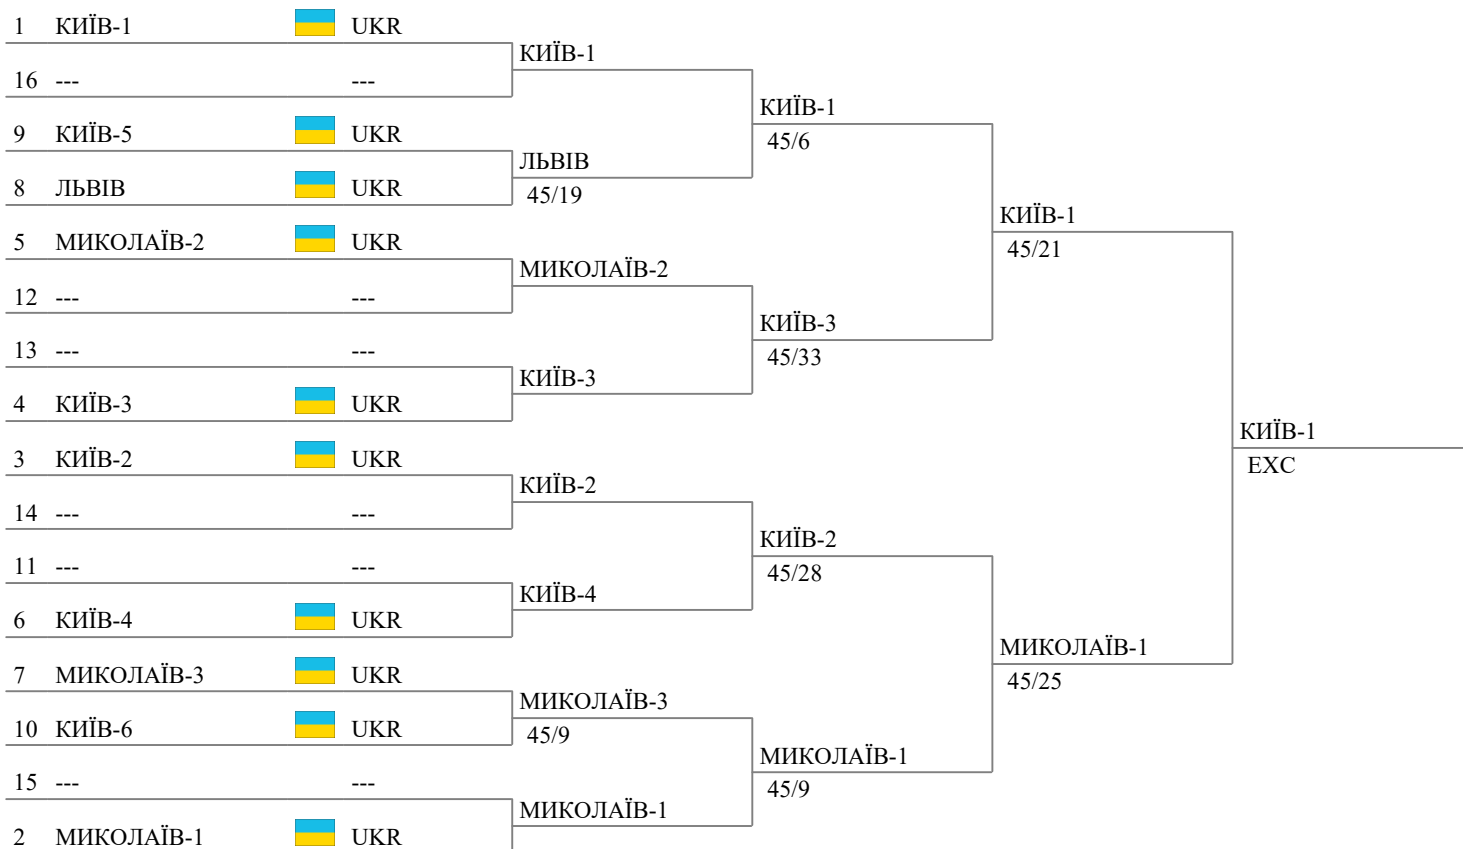 1 КИЇВ-1 UKR
КИЇВ-1
16 --- ---
КИЇВ-1
45/6
9 КИЇВ-5 UKR
ЛЬВІВ
45/19
8 ЛЬВІВ UKR
КИЇВ-1
45/21
5 МИКОЛАЇВ-2 UKR
МИКОЛАЇВ-2
12 --- ---
КИЇВ-3
45/33
13 --- ---
КИЇВ-3
4 КИЇВ-3 UKR
КИЇВ-1
EXC
3 КИЇВ-2 UKR
КИЇВ-2
14 --- ---
КИЇВ-2
45/28
11 --- ---
КИЇВ-4
6 КИЇВ-4 UKR
МИКОЛАЇВ-1
45/25
7 МИКОЛАЇВ-3 UKR
МИКОЛАЇВ-3
45/9
10 КИЇВ-6 UKR
МИКОЛАЇВ-1
45/9
15 --- ---
МИКОЛАЇВ-1
2 МИКОЛАЇВ-1 UKR